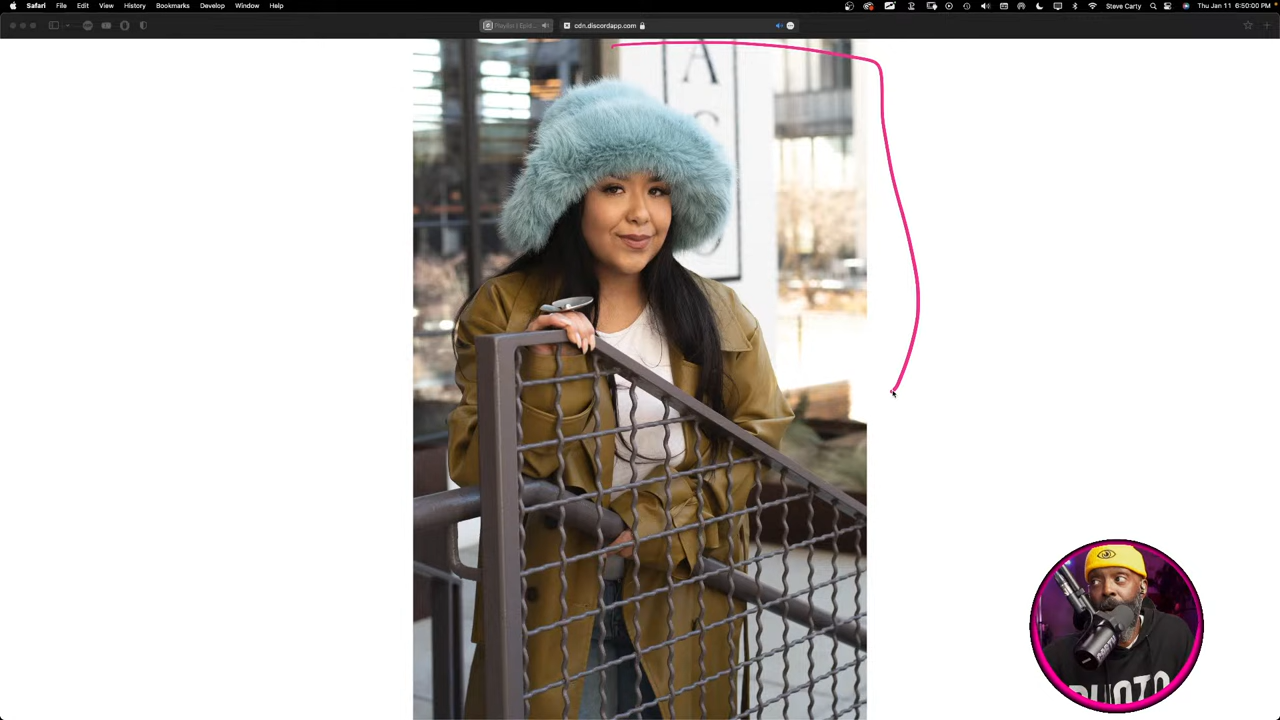 Safari File Edit View History Bookmarks Develop Window Help
Steve Carty Thu Jan 11 6:50:00 PM
cdn.discordapp.com
A
PHOTO